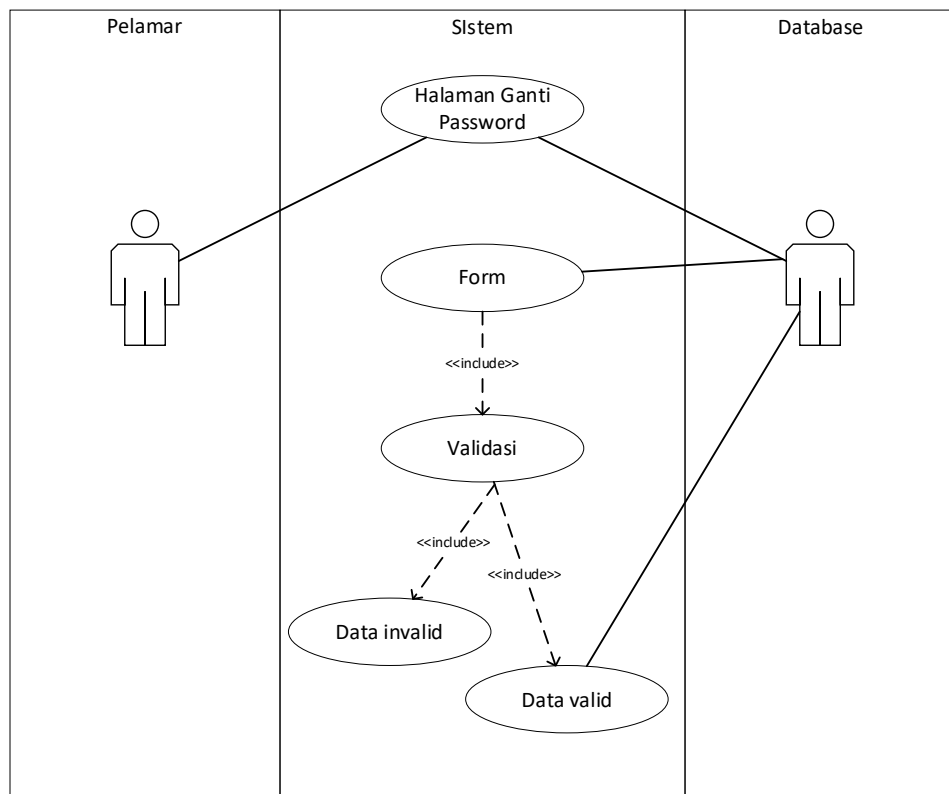 Pelamar
SIstem
Database
Halaman Ganti
Password
Form
<<include>>
Validasi
<<include>>
<<include>>
Data invalid
Data valid